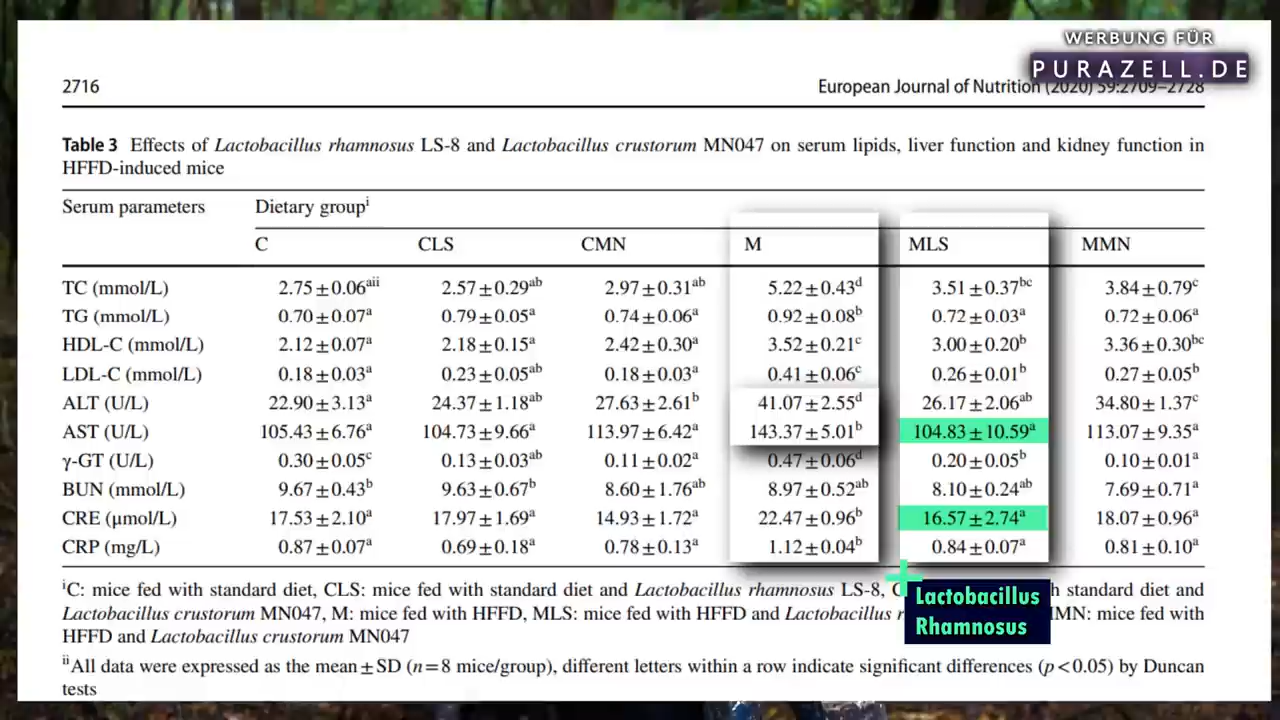 WERBUNG FÜR
PURAZELL.DE
2716 European Journal of Nutrition (2020) 59:2709–2728
Table 3 Effects of Lactobacillus rhamnosus LS-8 and Lactobacillus crustorum MN047 on serum lipids, liver function and kidney function in
HFFD-induced mice
Serum parameters Dietary groupⁱ
C CLS CMN M MLS MMN
TC (mmol/L) 2.75±0.06ᵃⁱⁱ 2.57±0.29ᵃᵇ 2.97±0.31ᵃᵇ 5.22±0.43ᵈ 3.51±0.37ᵇᶜ 3.84±0.79ᶜ
TG (mmol/L) 0.70±0.07ᵃ 0.79±0.05ᵃ 0.74±0.06ᵃ 0.92±0.08ᵇ 0.72±0.03ᵃ 0.72±0.06ᵃ
HDL-C (mmol/L) 2.12±0.07ᵃ 2.18±0.15ᵃ 2.42±0.30ᵃ 3.52±0.21ᶜ 3.00±0.20ᵇ 3.36±0.30ᵇᶜ
LDL-C (mmol/L) 0.18±0.03ᵃ 0.23±0.05ᵃᵇ 0.18±0.03ᵃ 0.41±0.06ᶜ 0.26±0.01ᵇ 0.27±0.05ᵇ
ALT (U/L) 22.90±3.13ᵃ 24.37±1.18ᵃᵇ 27.63±2.61ᵇ 41.07±2.55ᵈ 26.17±2.06ᵃᵇ 34.80±1.37ᶜ
AST (U/L) 105.43±6.76ᵃ 104.73±9.66ᵃ 113.97±6.42ᵃ 143.37±5.01ᵇ 104.83±10.59ᵃ 113.07±9.35ᵃ
γ-GT (U/L) 0.30±0.05ᶜ 0.13±0.03ᵃᵇ 0.11±0.02ᵃ 0.47±0.06ᵈ 0.20±0.05ᵇ 0.10±0.01ᵃ
BUN (mmol/L) 9.67±0.43ᵇ 9.63±0.67ᵇ 8.60±1.76ᵃᵇ 8.97±0.52ᵃᵇ 8.10±0.24ᵃᵇ 7.69±0.71ᵃ
CRE (μmol/L) 17.53±2.10ᵃ 17.97±1.69ᵃ 14.93±1.72ᵃ 22.47±0.96ᵇ 16.57±2.74ᵃ 18.07±0.96ᵃ
CRP (mg/L) 0.87±0.07ᵃ 0.69±0.18ᵃ 0.78±0.13ᵃ 1.12±0.04ᵇ 0.84±0.07ᵃ 0.81±0.10ᵃ
ⁱC: mice fed with standard diet, CLS: mice fed with standard diet and Lactobacillus rhamnosus LS-8, standard diet and
Lactobacillus crustorum MN047, M: mice fed with HFFD, MLS: mice fed with HFFD and Lactobacillus MMN: mice fed with
HFFD and Lactobacillus crustorum MN047
ⁱⁱAll data were expressed as the mean±SD (n=8 mice/group), different letters within a row indicate significant differences (p<0.05) by Duncan
tests
Lactobacillus
Rhamnosus